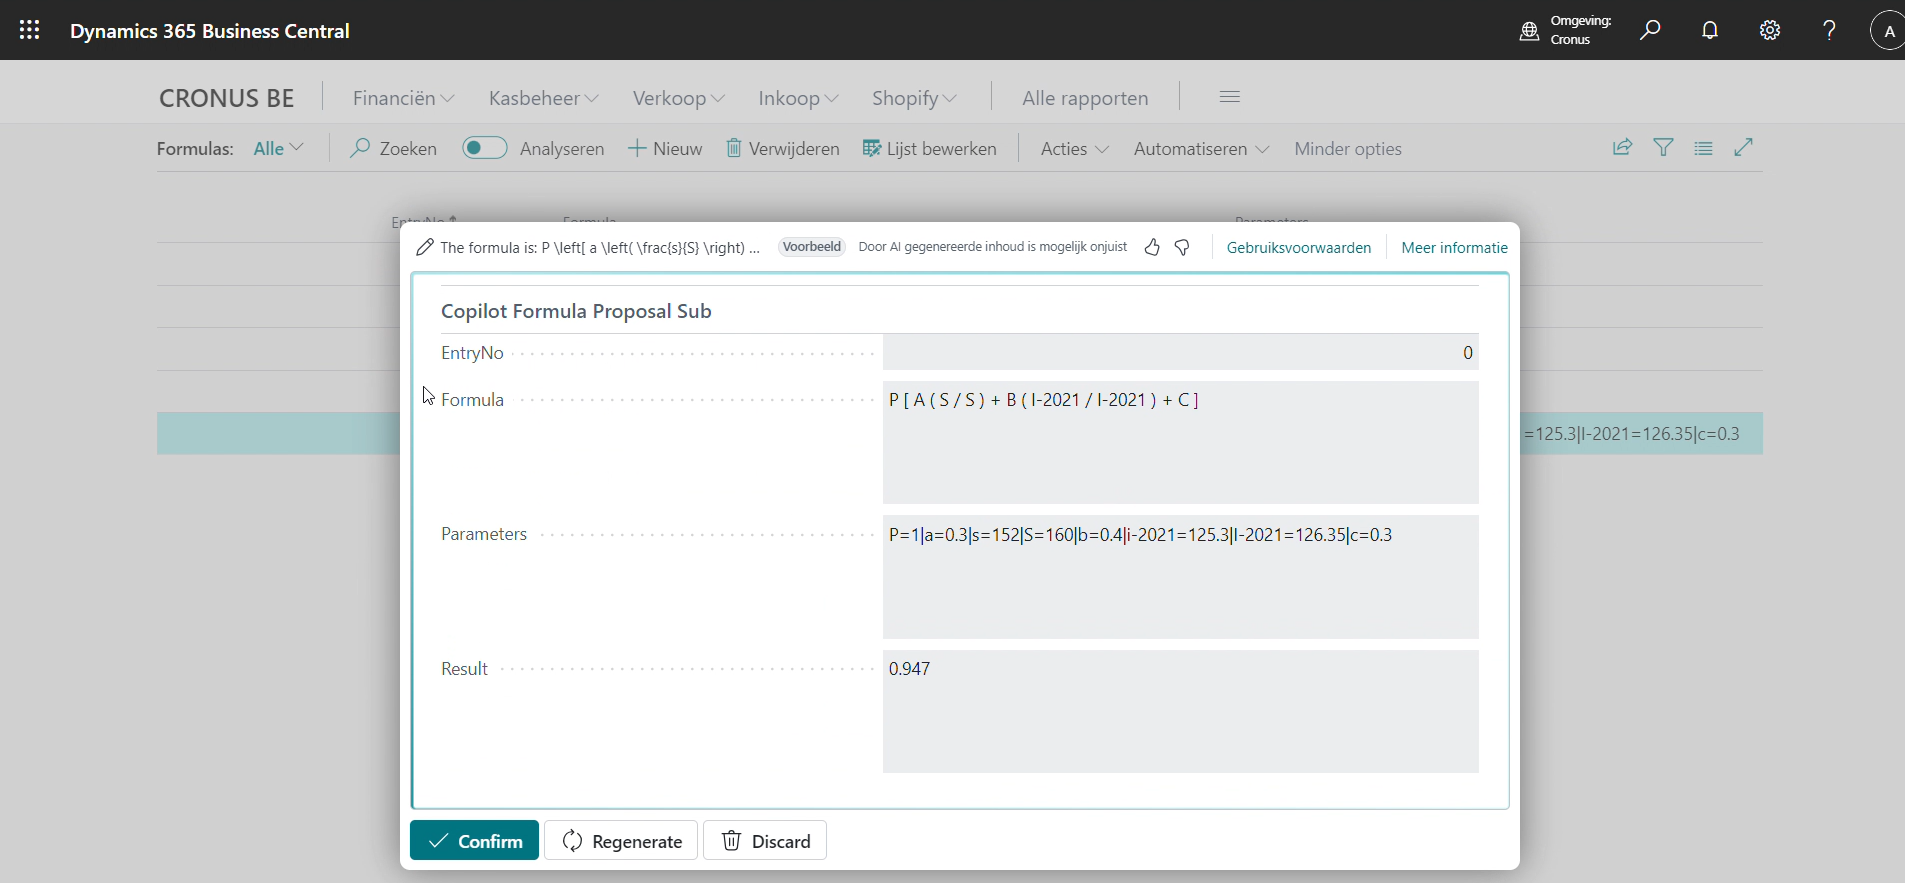 Dynamics 365 Business Central
Omgeving:
Cronus
?
A
CRONUS BE
Financiën
Kasbeheer
Verkoop
Inkoop
Shopify
Alle rapporten
Formulas:
Alle
Zoeken
Analyseren
Nieuw
Verwijderen
Lijst bewerken
Acties
Automatiseren
Minder opties
EntryNo
Formula
Parameters
The formula is: P \left[ a \left( \frac{s}{S} \right) ...
Voorbeeld
Door AI gegenereerde inhoud is mogelijk onjuist
Gebruiksvoorwaarden
Meer informatie
Copilot Formula Proposal Sub
EntryNo
0
Formula
P [ A ( S / S ) + B ( I-2021 / I-2021 ) + C ]
=125.3|I-2021=126.35|c=0.3
Parameters
P=1|a=0.3|s=152|S=160|b=0.4|i-2021=125.3|I-2021=126.35|c=0.3
Result
0.947
Confirm
Regenerate
Discard